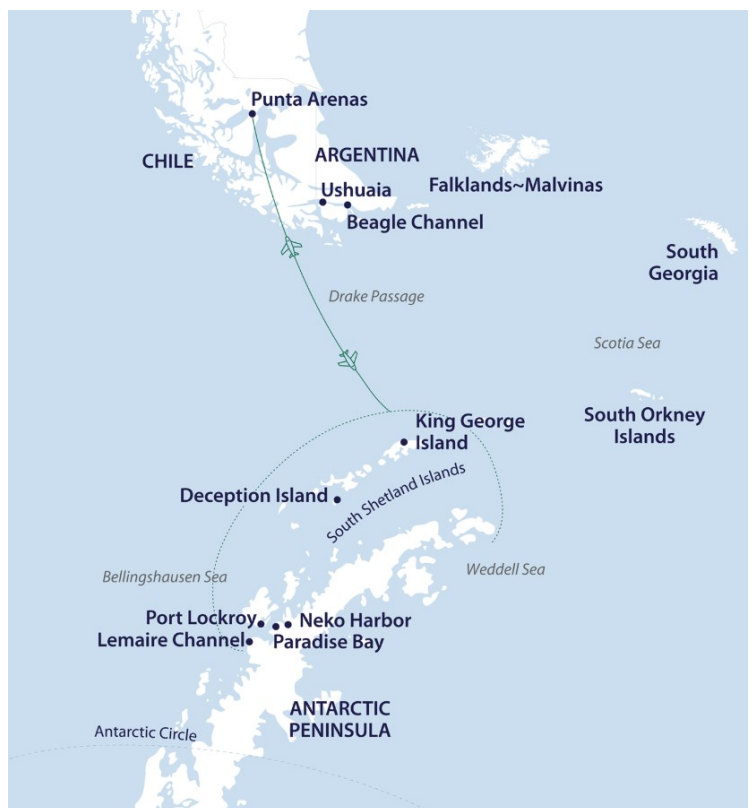 Punta Arenas
CHILE
ARGENTINA
Ushuaia
Beagle Channel
Falklands~Malvinas
South
Georgia
Drake Passage
Scotia Sea
King George
Island
South Orkney
Islands
Deception Island
South Shetland Islands
Bellingshausen Sea
Weddell Sea
Port Lockroy
Neko Harbor
Lemaire Channel
Paradise Bay
ANTARCTIC
PENINSULA
Antarctic Circle